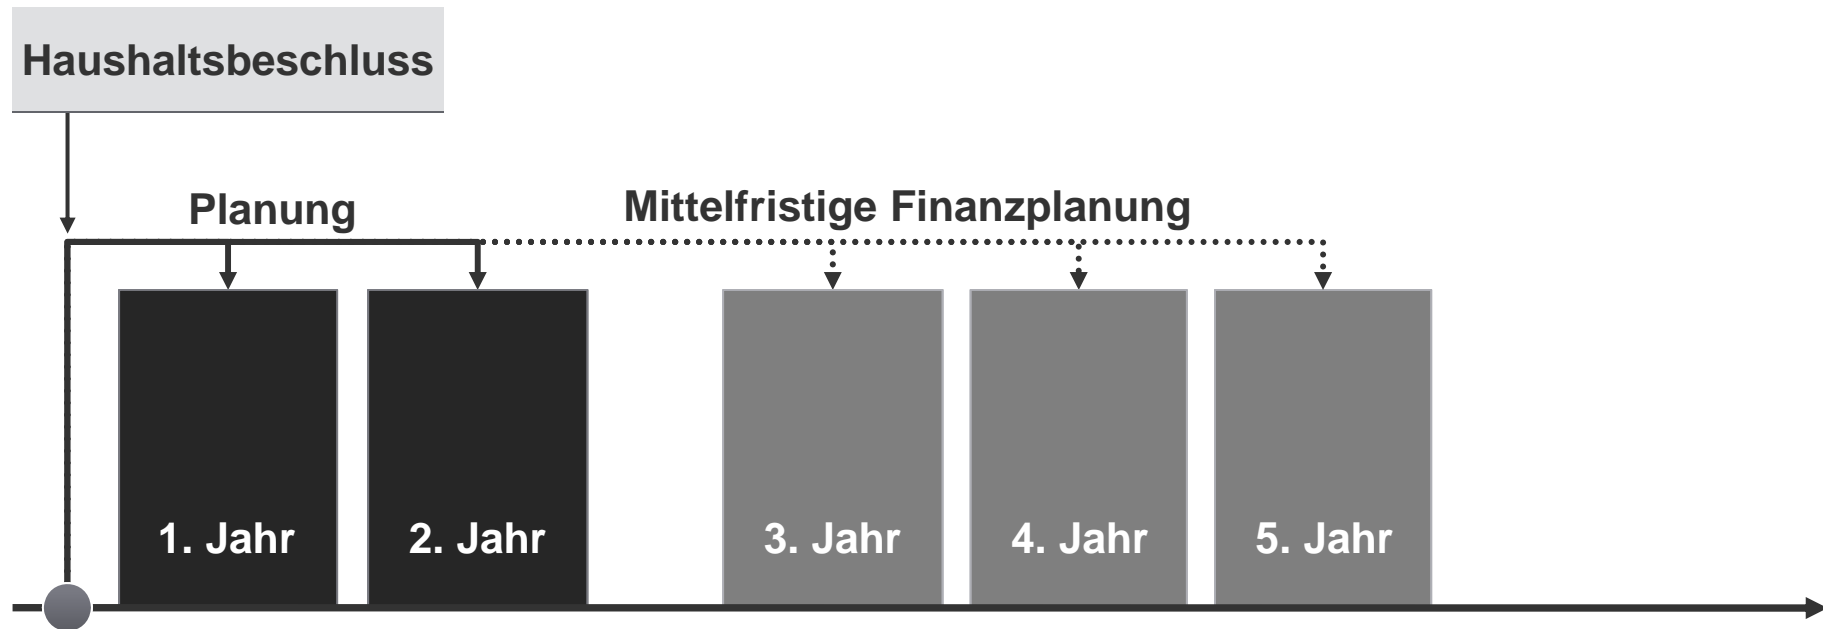 Haushaltsbeschluss
Planung
Mittelfristige Finanzplanung
1. Jahr
2. Jahr
3. Jahr
4. Jahr
5. Jahr